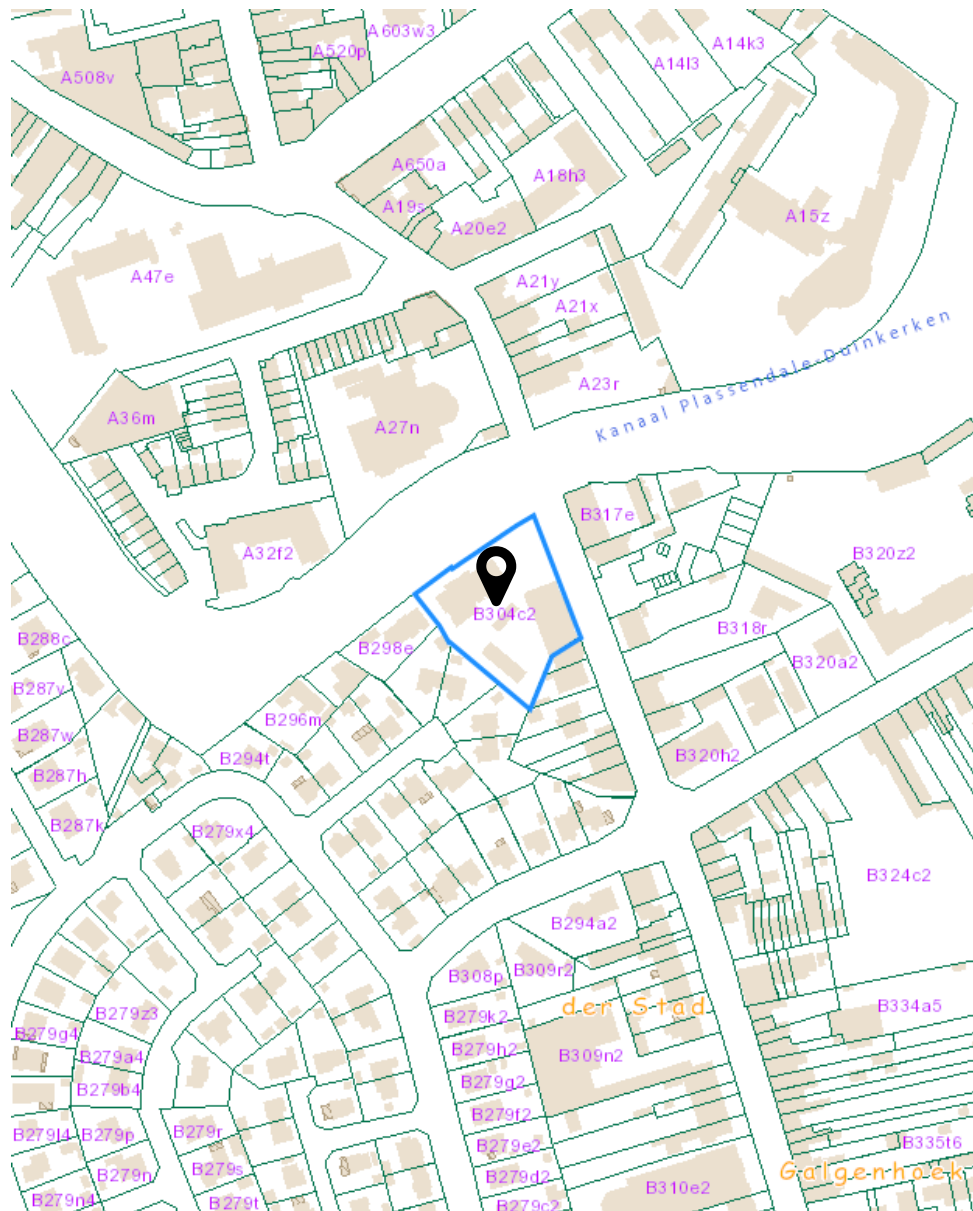 A603w3
A520p
A14k3
A508v
A14l3
A650a
A18h3
A19s
A15z
A20e2
A47e
A21y
A21x
Kanaal Plassendale-Duinkerken
A23r
A36m
A27n
B317e
A32f2
B320z2
B304c2
B318r
B288c
B298e
B320a2
B287v
B296m
B287w
B294t
B320h2
B287h
B287k
B279x4
B324c2
B294a2
B308p
B309r2
der Stad
B334a5
B279z3
B279k2
B279g4
B279h2
B309n2
B279a4
B279g2
B279b4
B279f2
B279l4
B279p
B279r
B279e2
B335t6
B279s
B279n
B279d2
Galgenhoek
B310e2
B279n4
B279t
B279c2